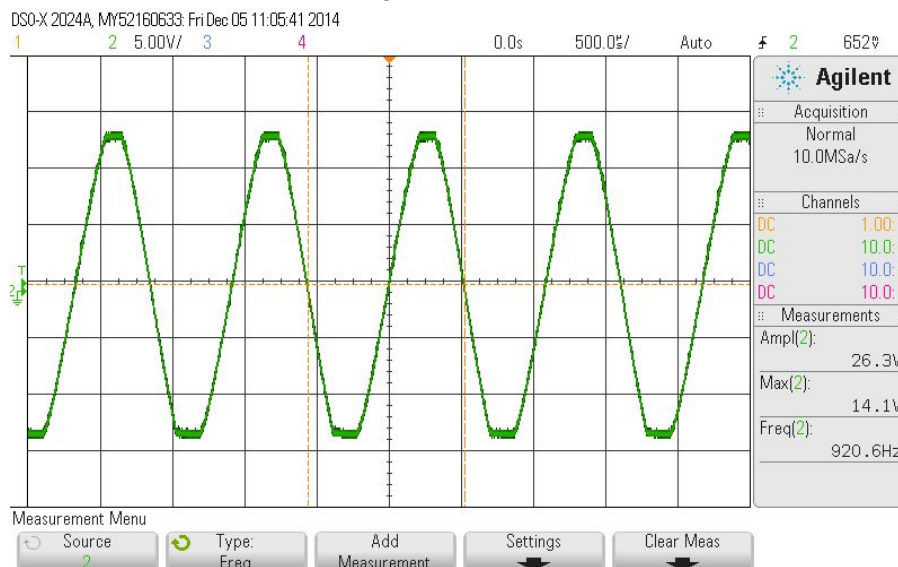 DSO-X 2024A, MY52160633: Fri Dec 05 11:05:41 2014
1 2 5.00V/ 3 4 0.0s 500.0µs/ Auto 2 652V
Agilent
Acquisition
Normal
10.0MSa/s
Channels
DC 1.00:
DC 10.0:
DC 10.0:
DC 10.0:
Measurements
Ampl(2):
26.3V
Max(2):
14.1V
Freq(2):
920.6Hz
T
2
Measurement Menu
Source
2
Type:
Freq
Add
Measurement
Settings
Clear Meas